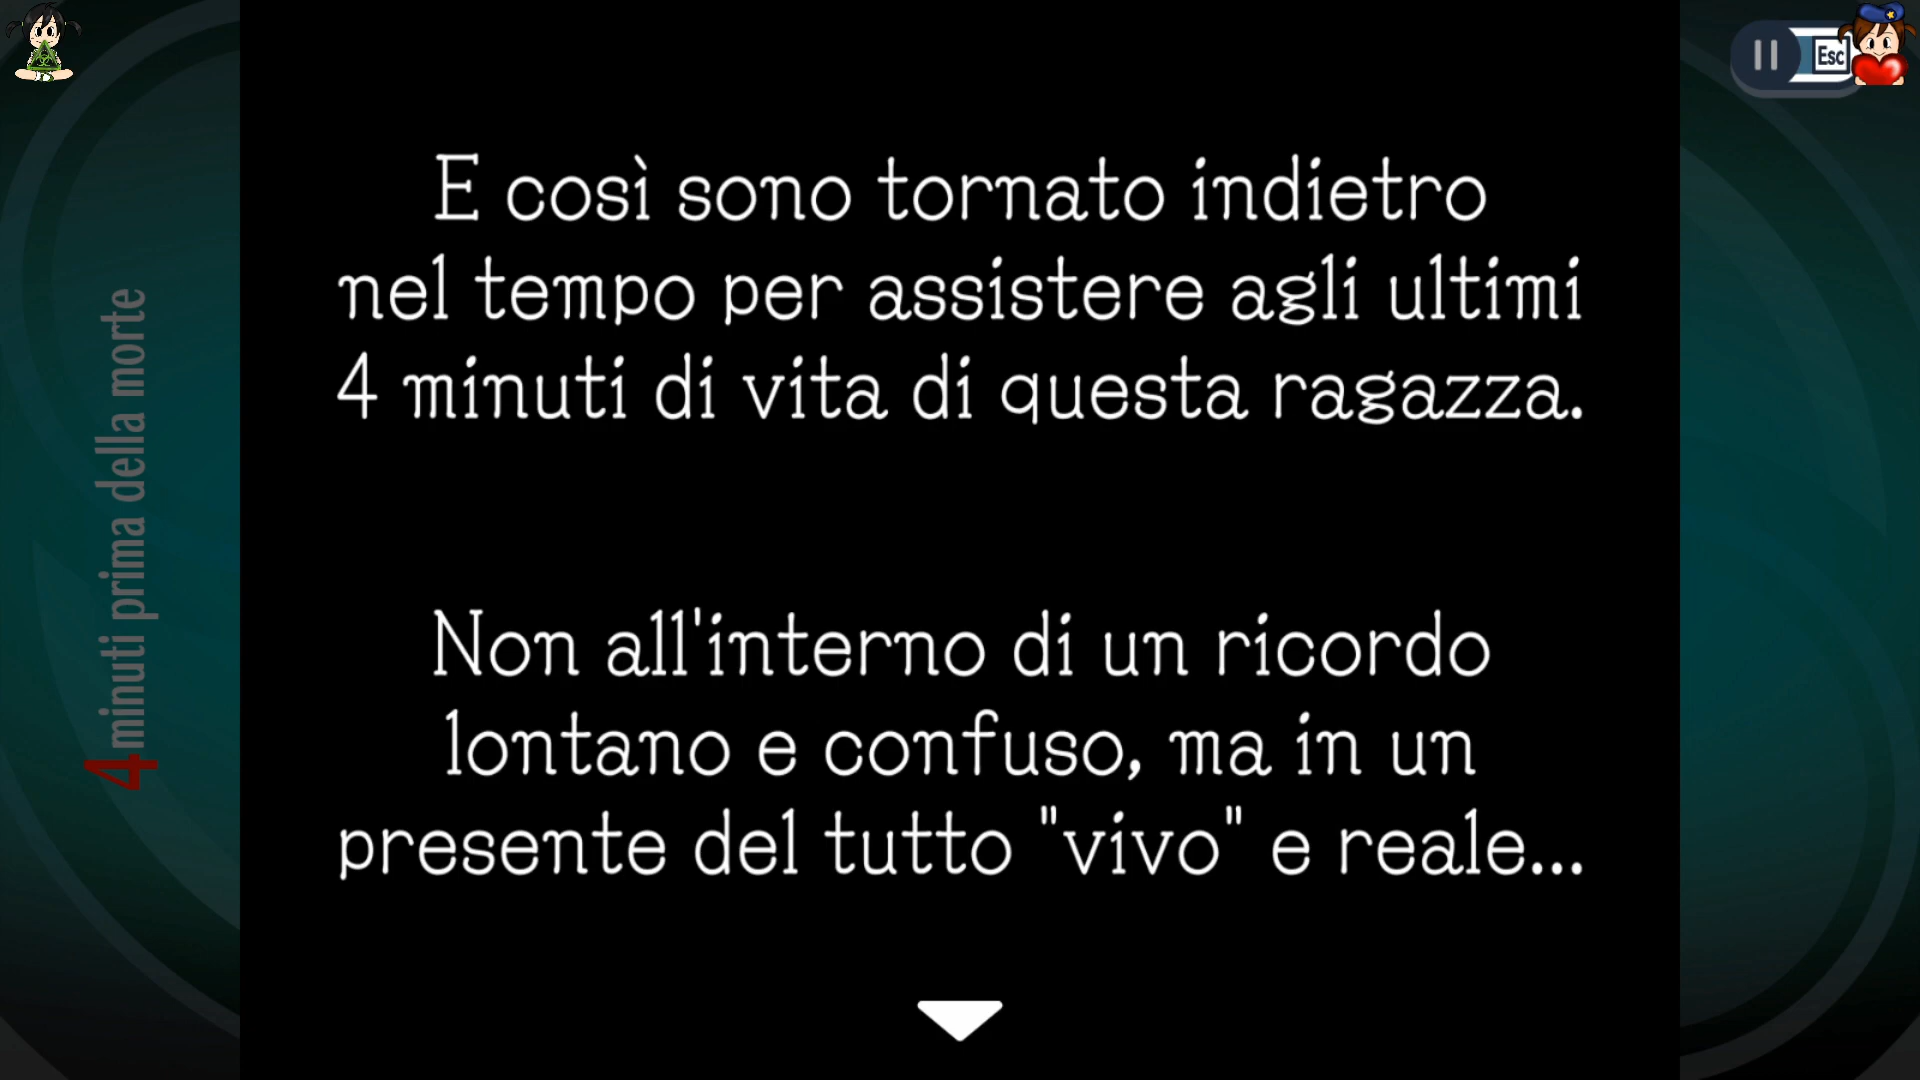 E così sono tornato indietro
nel tempo per assistere agli ultimi
4 minuti di vita di questa ragazza.
Non all'interno di un ricordo
lontano e confuso, ma in un
presente del tutto "vivo" e reale...
4 minuti prima della morte
Esc